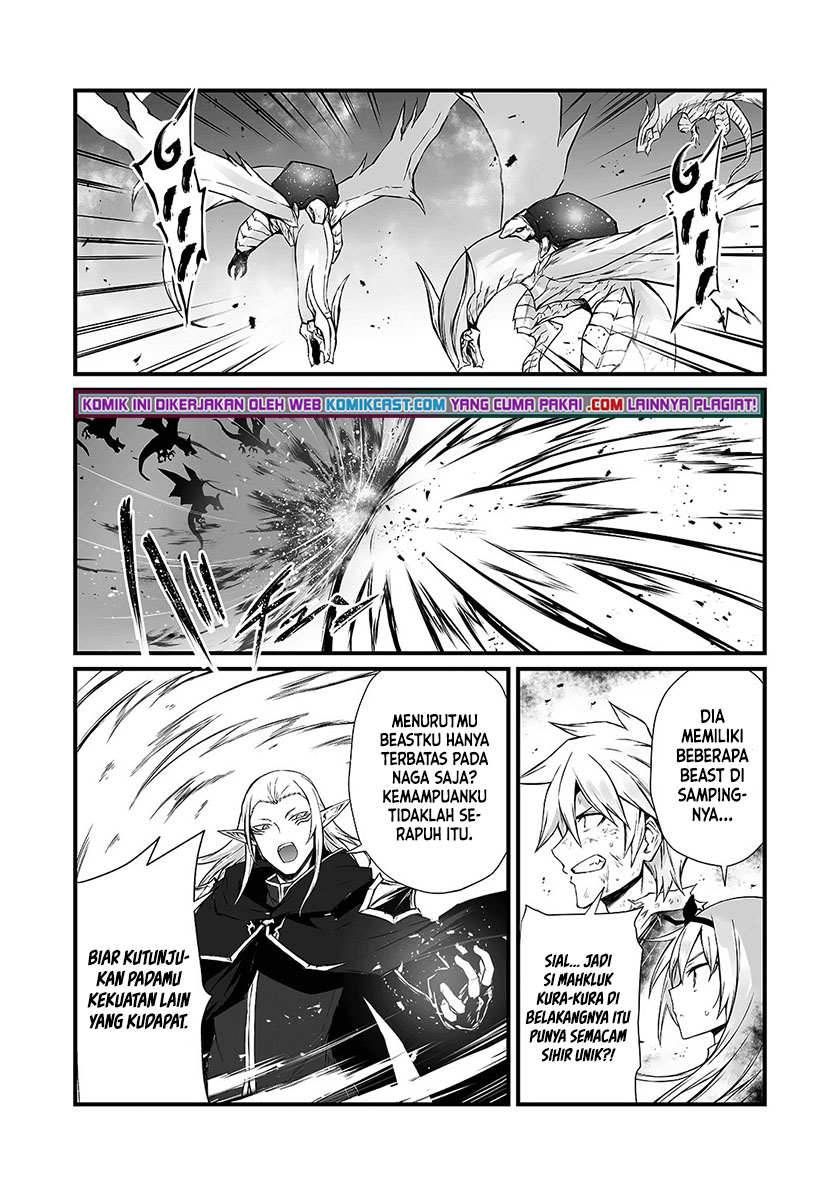 GIIII
GIIII
KOMIK INI DIKERJAKAN OLEH WEB KOMIKCAST.COM YANG CUMA PAKAI .COM LAINNYA PLAGIAT!
DIA
MEMILIKI
BEBERAPA
BEAST DI
SAMPING-
NYA...
SIAL... JADI
SI MAHKLUK
KURA-KURA DI
BELAKANGNYA ITU
PUNYA SEMACAM
SIHIR UNIK?!
MENURUTMU
BEASTKU HANYA
TERBATAS PADA
NAGA SAJA?
KEMAMPUANKU
TIDAKLAH SE-
RAPUH ITU.
BIAR KUTUNJU-
KAN PADAMU
KEKUATAN LAIN
YANG KUDAPAT.